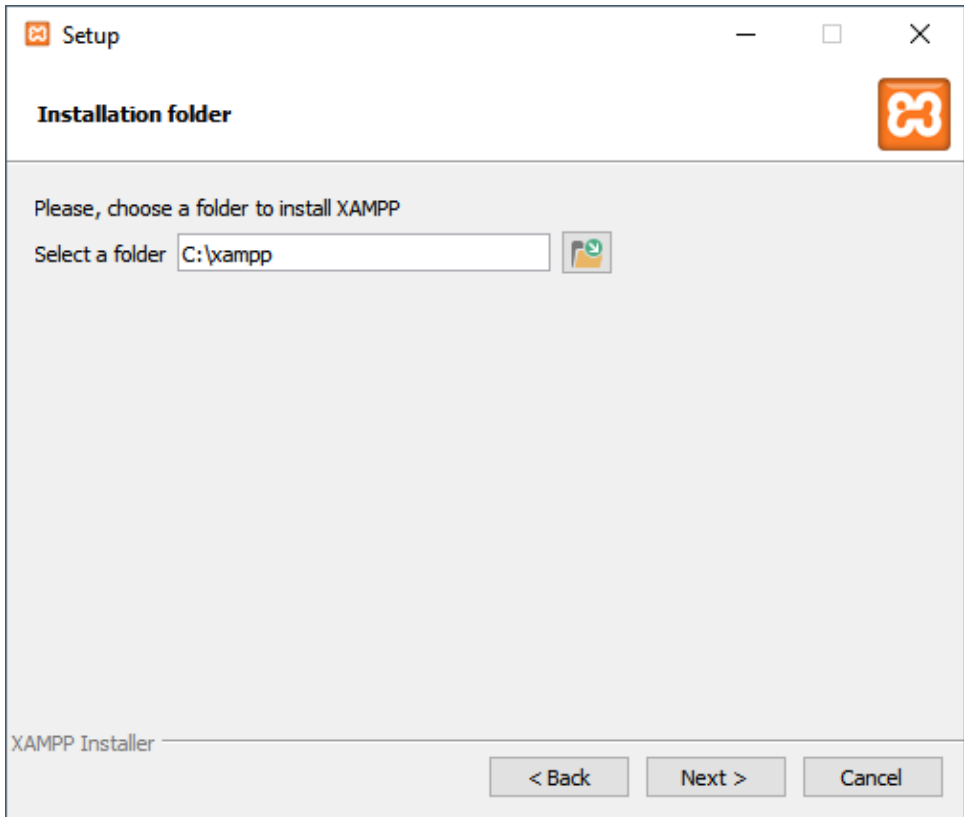 Setup
Installation folder
Please, choose a folder to install XAMPP
Select a folder C:\xampp
XAMPP Installer
< Back Next > Cancel